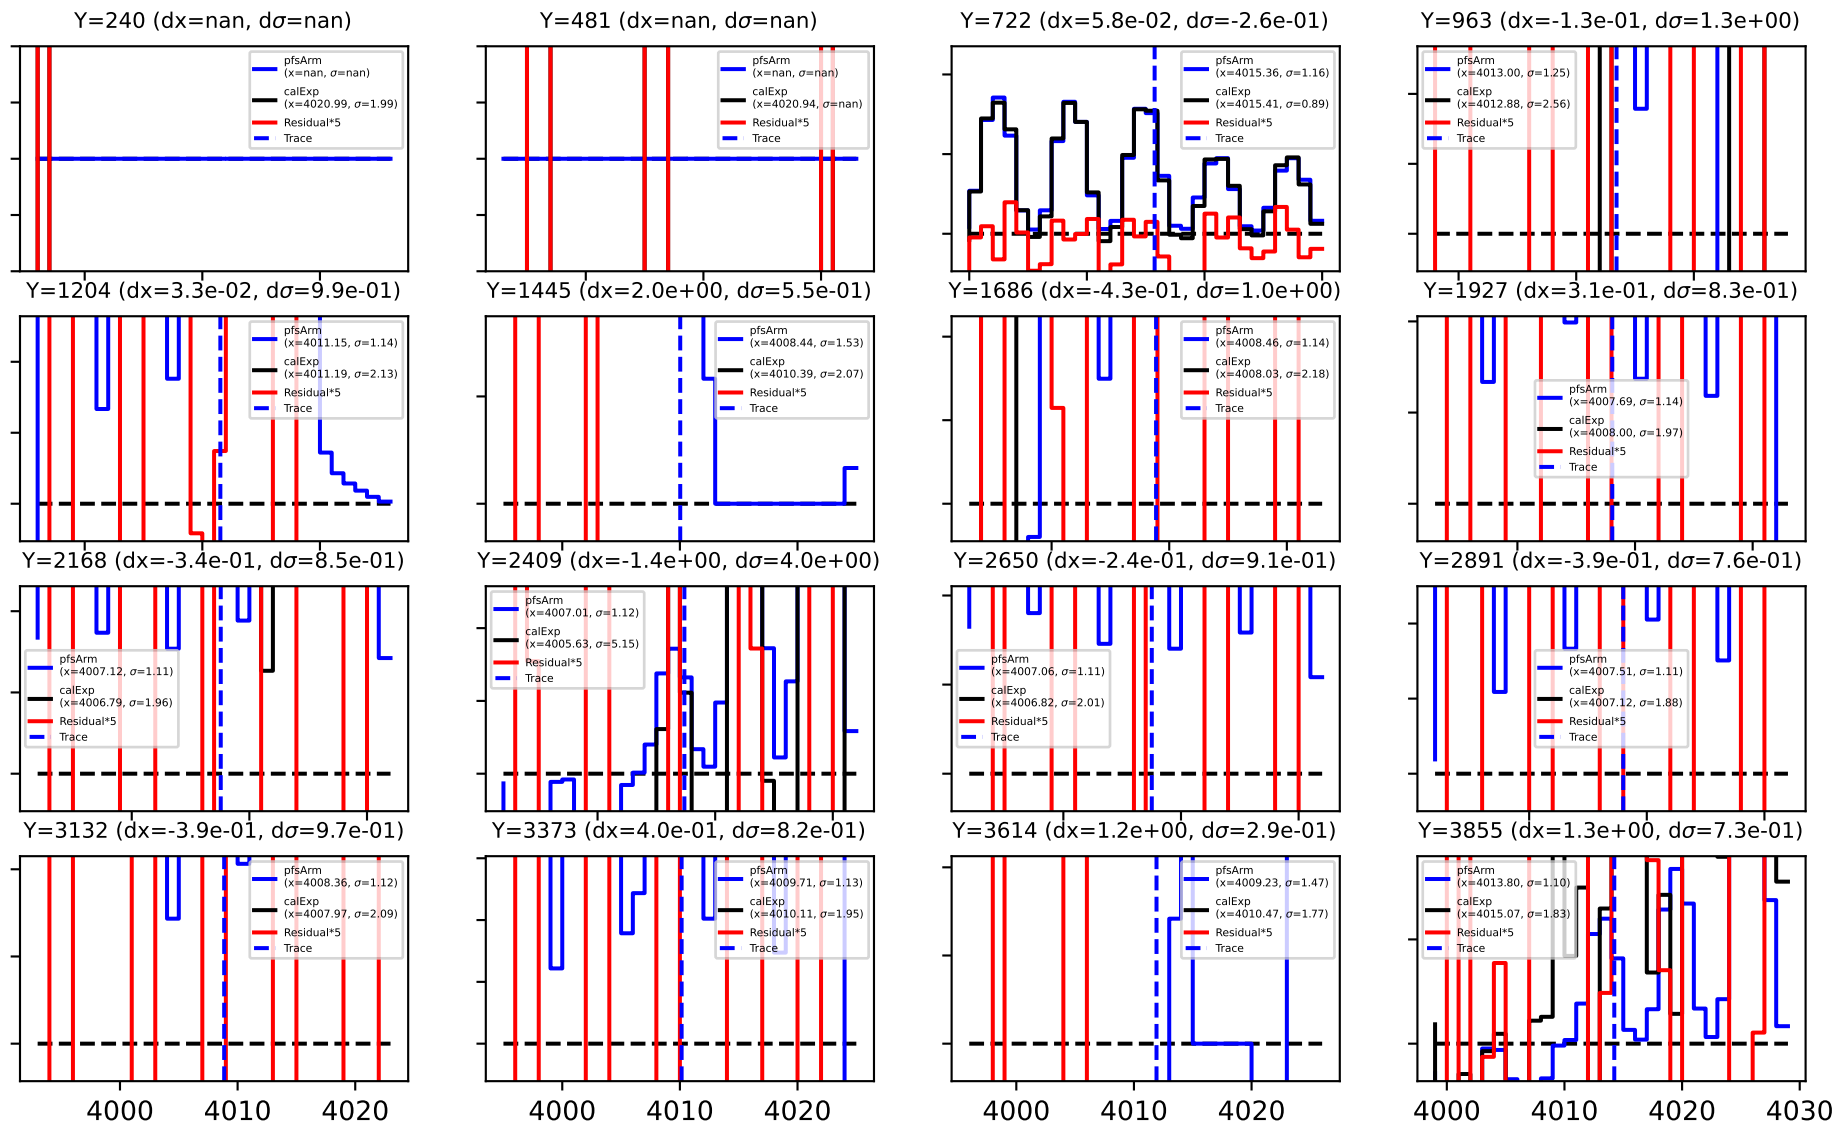 Y=240 (dx=nan, dσ=nan)
pfsArm
(x=nan, σ=nan)
calExp
(x=4020.99, σ=1.99)
Residual*5
Trace
Y=481 (dx=nan, dσ=nan)
pfsArm
(x=nan, σ=nan)
calExp
(x=4020.94, σ=nan)
Residual*5
Trace
Y=722 (dx=5.8e-02, dσ=-2.6e-01)
pfsArm
(x=4015.36, σ=1.16)
calExp
(x=4015.41, σ=0.89)
Residual*5
Trace
Y=963 (dx=-1.3e-01, dσ=1.3e+00)
pfsArm
(x=4013.00, σ=1.25)
calExp
(x=4012.88, σ=2.56)
Residual*5
Trace
Y=1204 (dx=3.3e-02, dσ=9.9e-01)
pfsArm
(x=4011.15, σ=1.14)
calExp
(x=4011.19, σ=2.13)
Residual*5
Trace
Y=1445 (dx=2.0e+00, dσ=5.5e-01)
pfsArm
(x=4008.44, σ=1.53)
calExp
(x=4010.39, σ=2.07)
Residual*5
Trace
Y=1686 (dx=-4.3e-01, dσ=1.0e+00)
pfsArm
(x=4008.46, σ=1.14)
calExp
(x=4008.03, σ=2.18)
Residual*5
Trace
Y=1927 (dx=3.1e-01, dσ=8.3e-01)
pfsArm
(x=4007.69, σ=1.14)
calExp
(x=4008.00, σ=1.97)
Residual*5
Trace
Y=2168 (dx=-3.4e-01, dσ=8.5e-01)
pfsArm
(x=4007.12, σ=1.11)
calExp
(x=4006.79, σ=1.96)
Residual*5
Trace
Y=2409 (dx=-1.4e+00, dσ=4.0e+00)
pfsArm
(x=4007.01, σ=1.12)
calExp
(x=4005.63, σ=5.15)
Residual*5
Trace
Y=2650 (dx=-2.4e-01, dσ=9.1e-01)
pfsArm
(x=4007.06, σ=1.11)
calExp
(x=4006.82, σ=2.01)
Residual*5
Trace
Y=2891 (dx=-3.9e-01, dσ=7.6e-01)
pfsArm
(x=4007.51, σ=1.11)
calExp
(x=4007.12, σ=1.88)
Residual*5
Trace
Y=3132 (dx=-3.9e-01, dσ=9.7e-01)
pfsArm
(x=4008.36, σ=1.12)
calExp
(x=4007.97, σ=2.09)
Residual*5
Trace
4000 4010 4020
Y=3373 (dx=4.0e-01, dσ=8.2e-01)
pfsArm
(x=4009.71, σ=1.13)
calExp
(x=4010.11, σ=1.95)
Residual*5
Trace
4000 4010 4020
Y=3614 (dx=1.2e+00, dσ=2.9e-01)
pfsArm
(x=4009.23, σ=1.47)
calExp
(x=4010.47, σ=1.77)
Residual*5
Trace
4000 4010 4020
Y=3855 (dx=1.3e+00, dσ=7.3e-01)
pfsArm
(x=4013.80, σ=1.10)
calExp
(x=4015.07, σ=1.83)
Residual*5
Trace
4000 4010 4020 4030